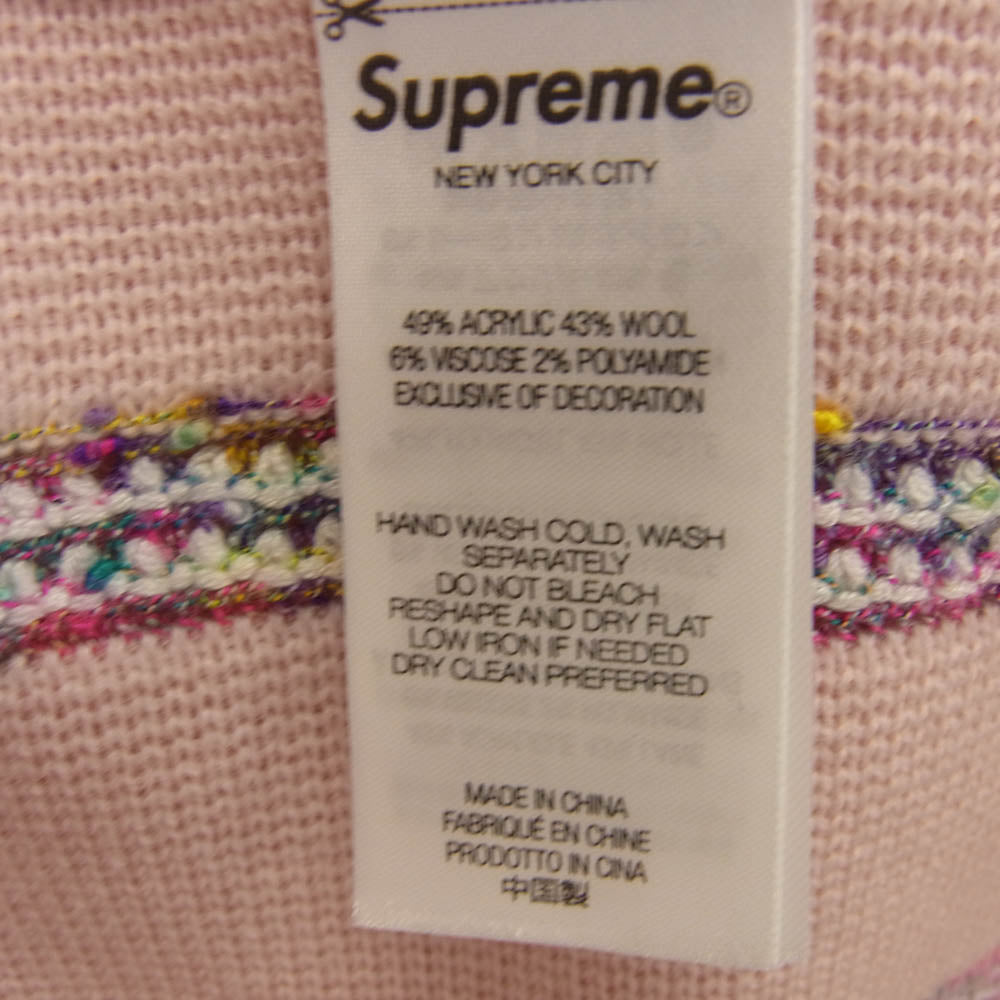 Supreme®
NEW YORK CITY
49% ACRYLIC 43% WOOL
6% VISCOSE 2% POLYAMIDE
EXCLUSIVE OF DECORATION
HAND WASH COLD, WASH
SEPARATELY
DO NOT BLEACH
RESHAPE AND DRY FLAT
LOW IRON IF NEEDED
DRY CLEAN PREFERRED
MADE IN CHINA
FABRIQUÉ EN CHINE
PRODOTTO IN CINA
中国製